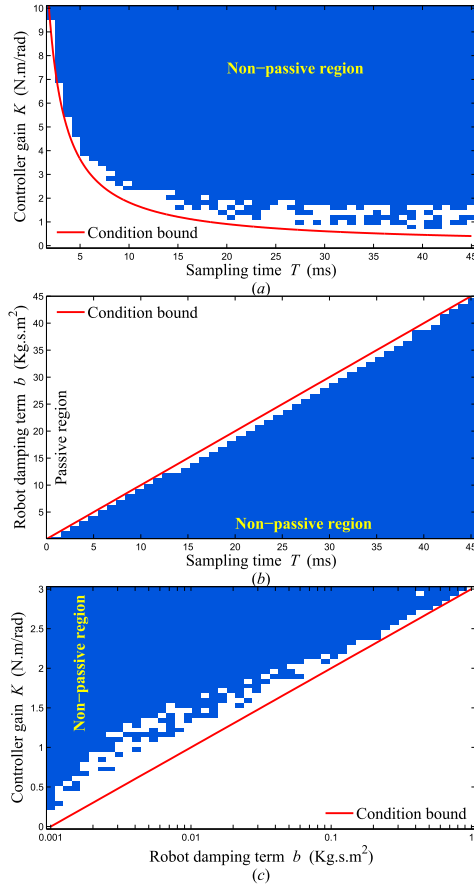 10
9
8
7
6
5
4
3
2
1
0
Controller gain K (N.m/rad)
Non−passive region
Condition bound
5 10 15 20 25 30 35 40 45
Sampling time T (ms)
(a)
45
40
35
30
25
20
15
10
5
Robot damping term b (Kg.s.m²)
Condition bound
Passive region
Non−passive region
0 5 10 15 20 25 30 35 40 45
Sampling time T (ms)
(b)
3
2.5
2
1.5
1
0.5
0
Controller gain K (N.m/rad)
Non−passive region
Condition bound
0.001 0.01 0.1 1
Robot damping term b (Kg.s.m²)
(c)